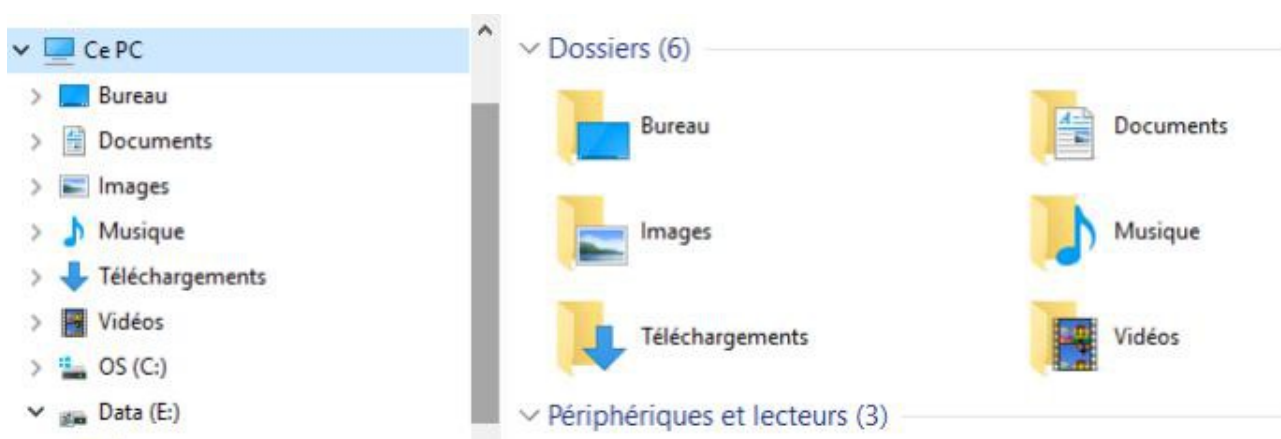 Ce PC
Bureau
Documents
Images
Musique
Téléchargements
Vidéos
OS (C:)
Data (E:)
Dossiers (6)
Bureau
Documents
Images
Musique
Téléchargements
Vidéos
Périphériques et lecteurs (3)